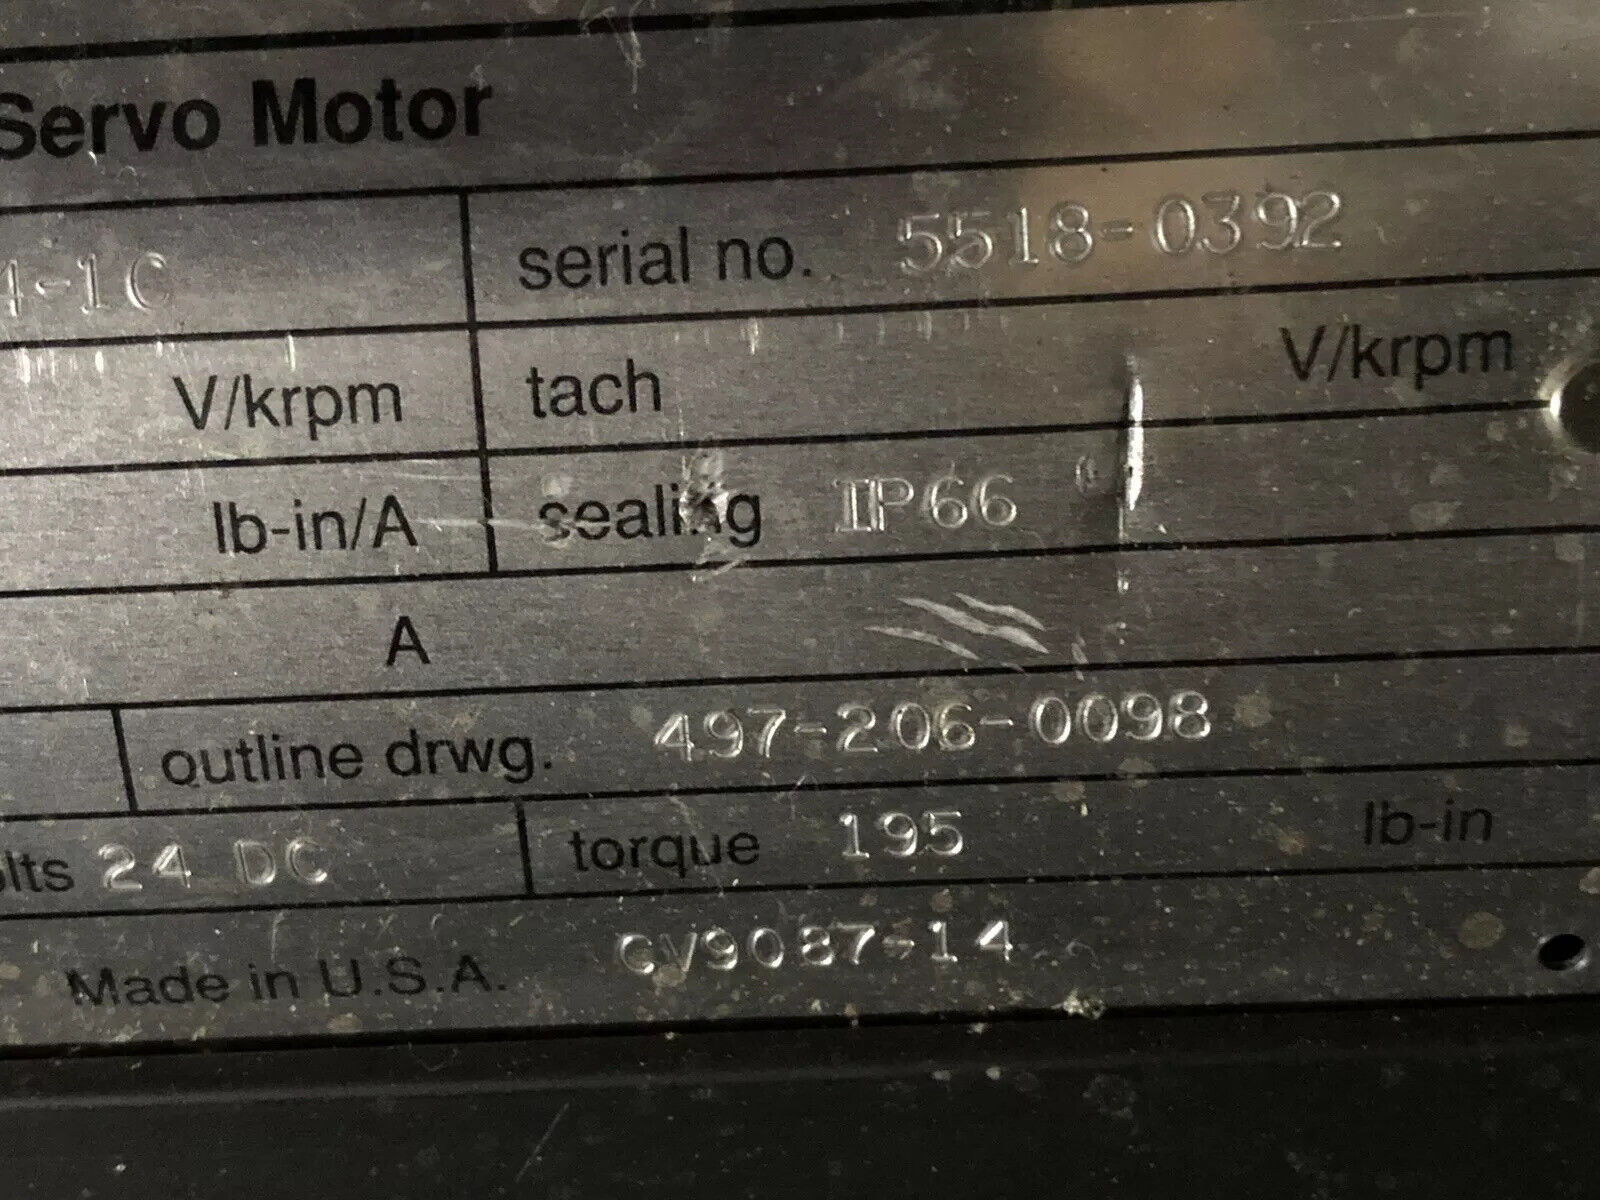 Servo Motor
4-1C serial no. 5518-0392
V/krpm tach V/krpm
lb-in/A sealing IP66
A
outline drwg. 497-206-0098
lts 24 DC torque 195 lb-in
Made in U.S.A. CV9087-14